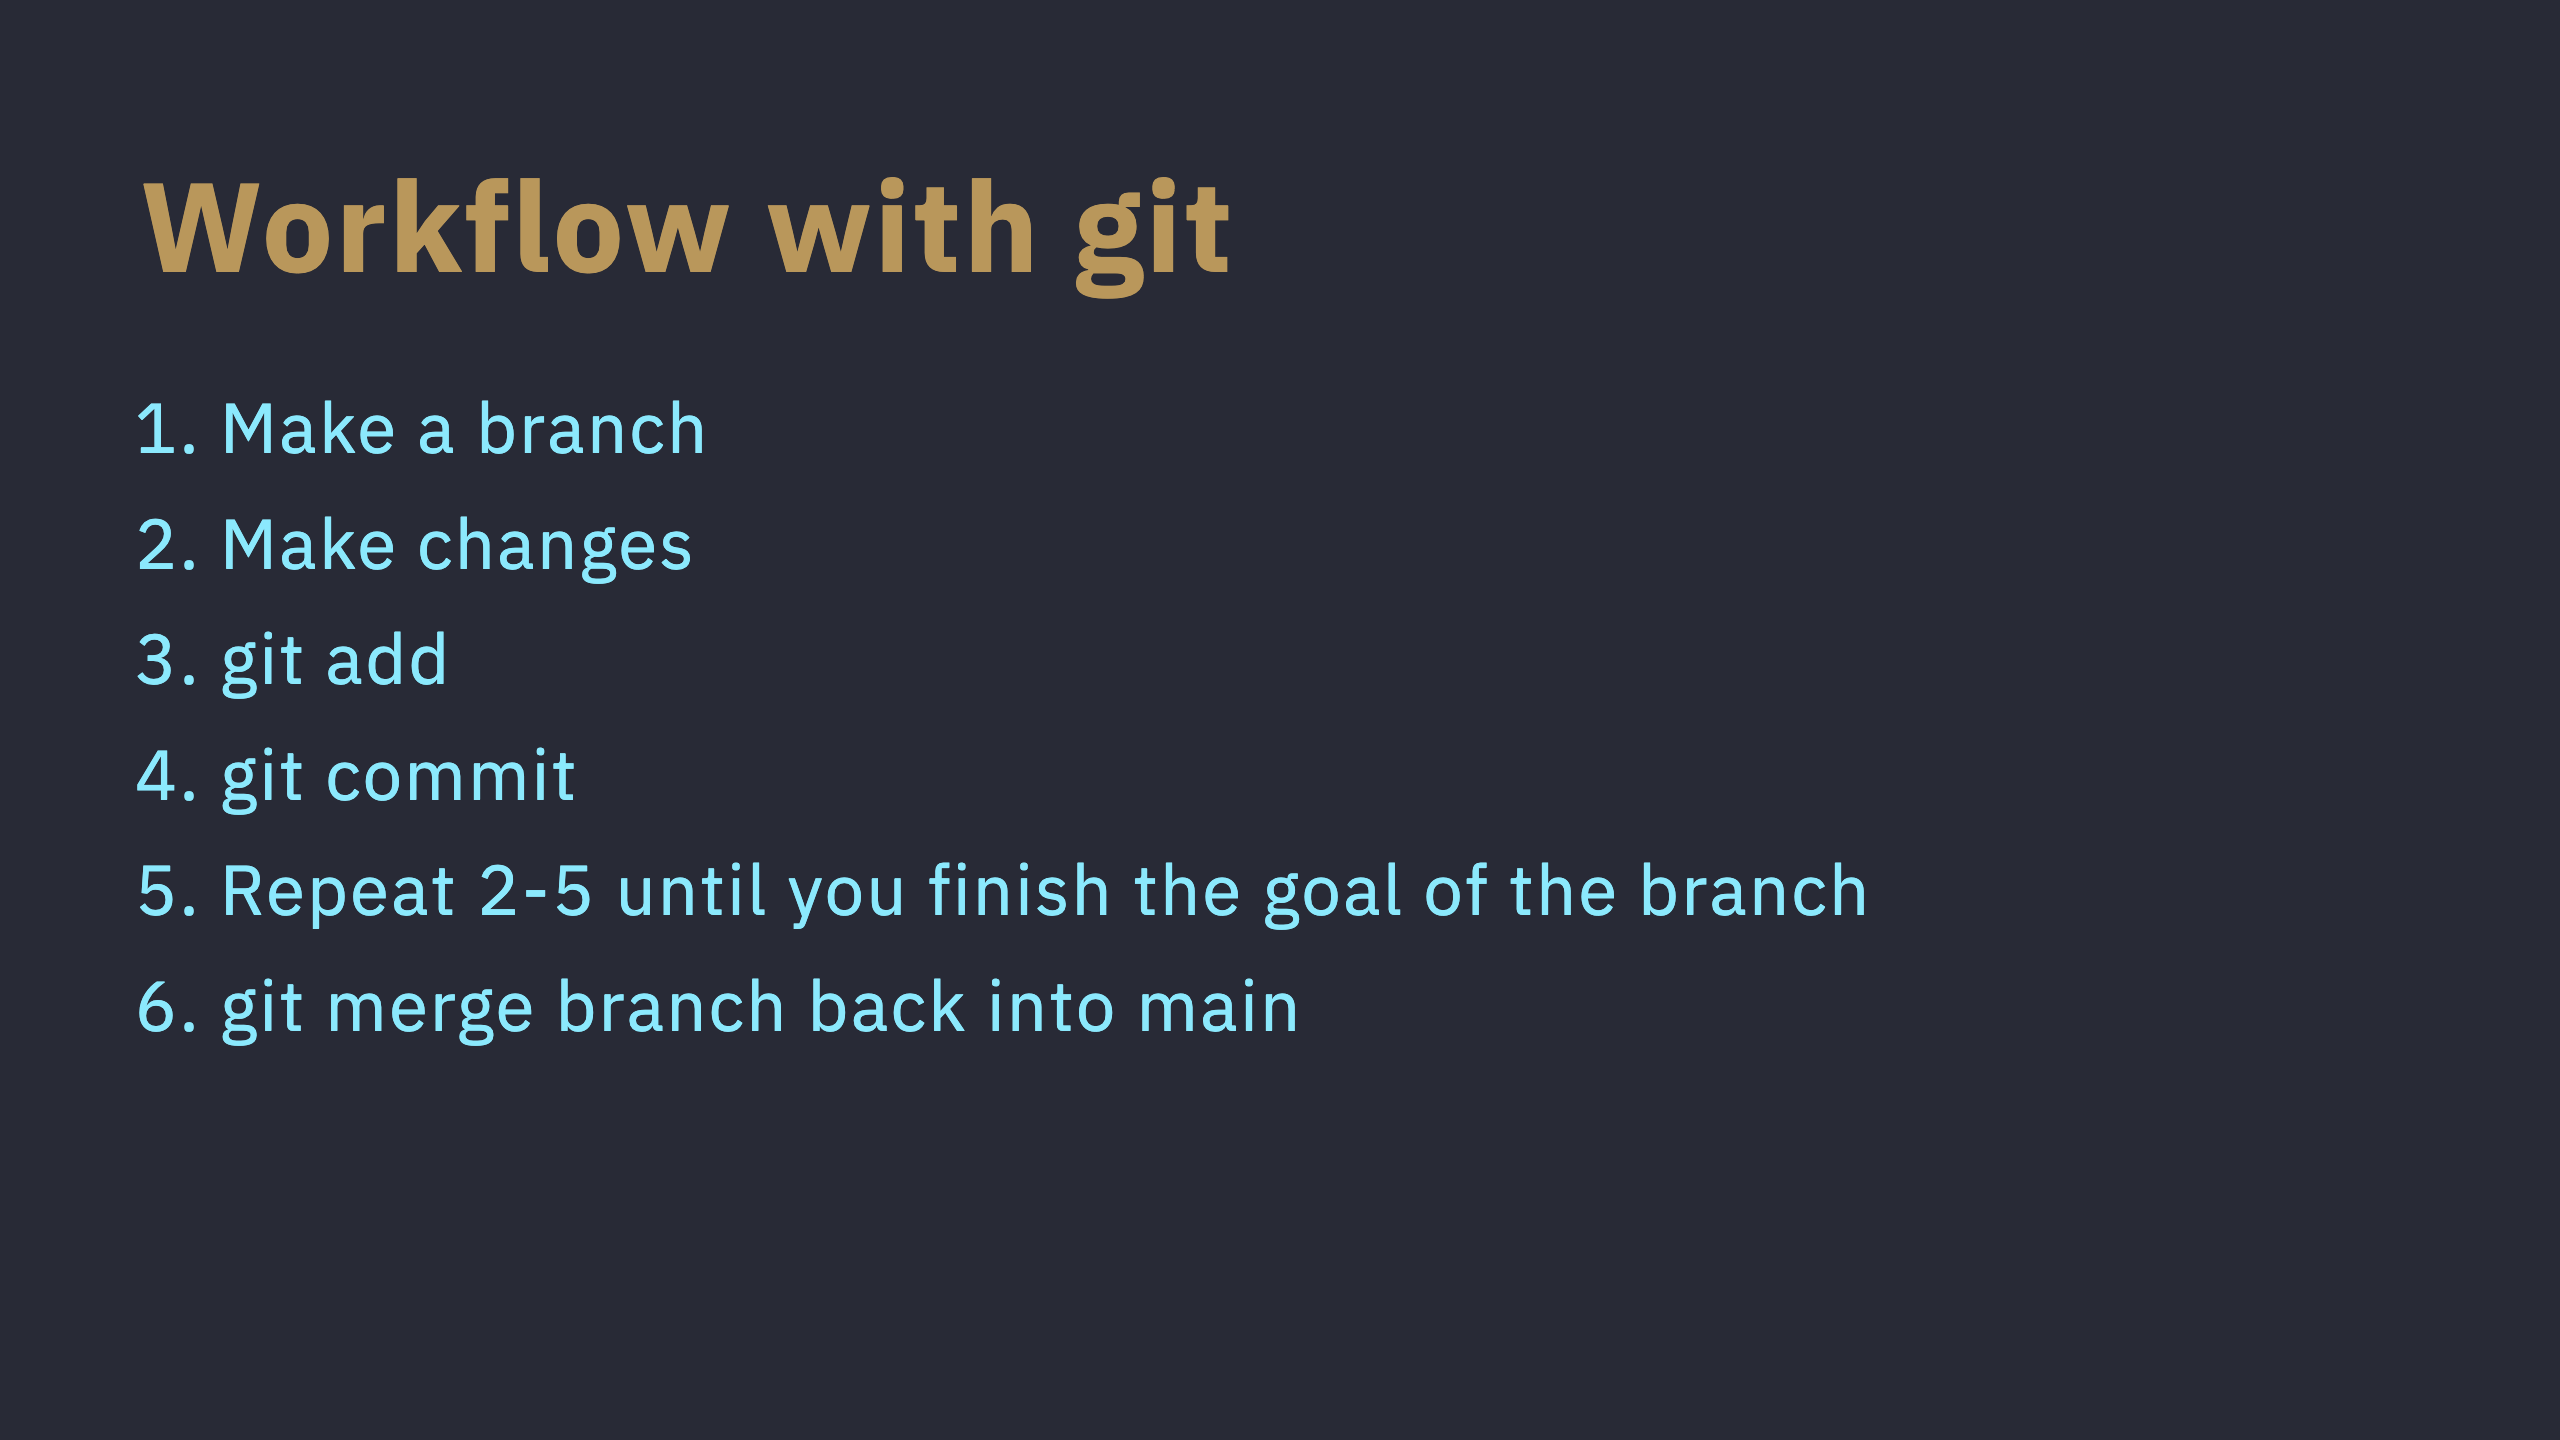 Workflow with git
1. Make a branch
2. Make changes
3. git add
4. git commit
5. Repeat 2-5 until you finish the goal of the branch
6. git merge branch back into main